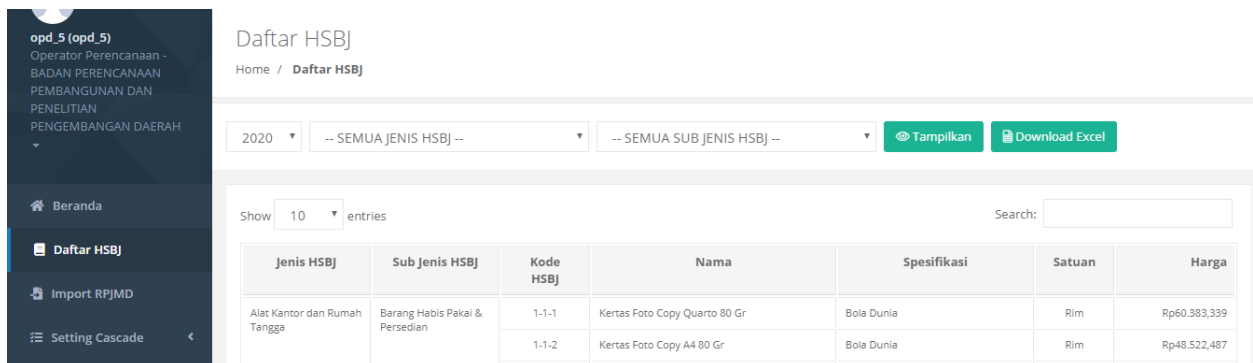 opd_5 (opd_5)
Operator Perencanaan -
BADAN PERENCANAAN
PEMBANGUNAN DAN
PENELITIAN
PENGEMBANGAN DAERAH
Beranda
Daftar HSBJ
Import RPJMD
Setting Cascade
Daftar HSBJ
Home / Daftar HSBJ
2020 -- SEMUA JENIS HSBJ -- -- SEMUA SUB JENIS HSBJ -- Tampilkan Download Excel
Show 10 entries Search:
Jenis HSBJ Sub Jenis HSBJ Kode HSBJ Nama Spesifikasi Satuan Harga
Alat Kantor dan Rumah Tangga Barang Habis Pakai & Persedian 1-1-1 Kertas Foto Copy Quarto 80 Gr Bola Dunia Rim Rp60.383,339
1-1-2 Kertas Foto Copy A4 80 Gr Bola Dunia Rim Rp48.522,487